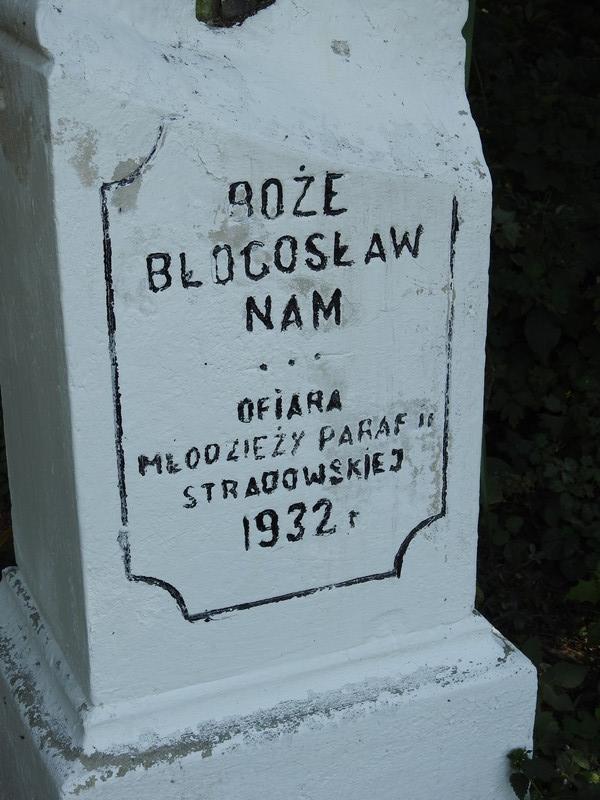 BOŻE
BŁOGOSŁAW
NAM
OFIARA
MŁODZIEŻY PARAFII
STRADOWSKIEJ
1932 r